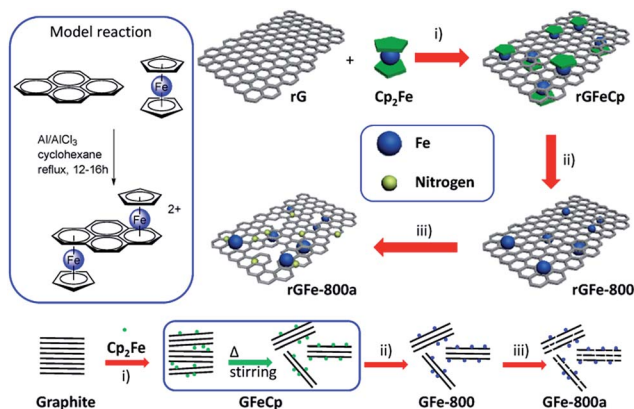 Model reaction
Fe
Al/AlCl3
cyclohexane
reflux, 12-16h
Fe
2+
Fe
rG
+
Cp2Fe
i)
rGFeCp
ii)
Fe
Nitrogen
iii)
rGFe-800a
rGFe-800
Cp2Fe
i)
Δ
stirring
ii)
iii)
Graphite
GFeCp
GFe-800
GFe-800a